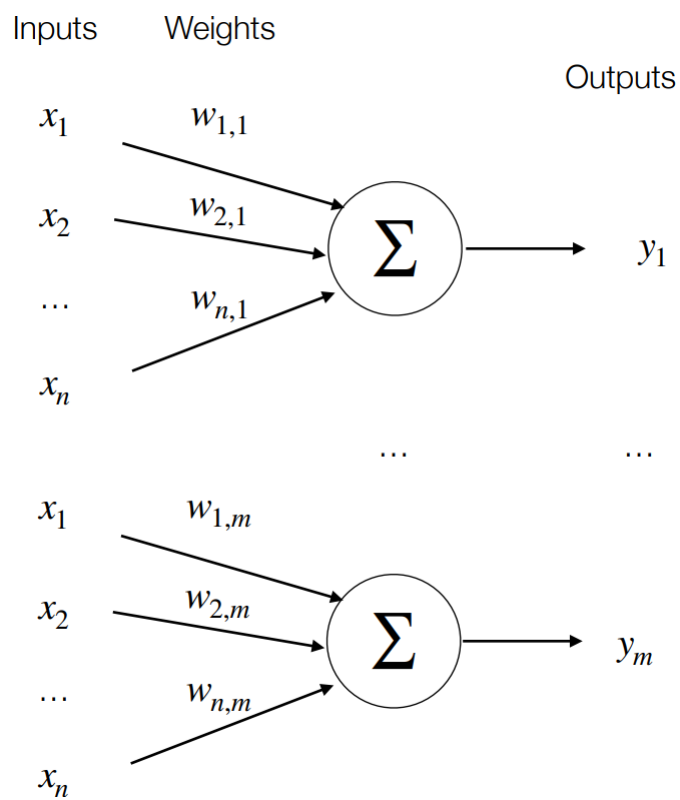 Inputs Weights
Outputs
x₁ w₁,₁
x₂ w₂,₁
Σ y₁
... wₙ,₁
xₙ
... ...
x₁ w₁,ₘ
x₂ w₂,ₘ
Σ yₘ
... wₙ,ₘ
xₙ